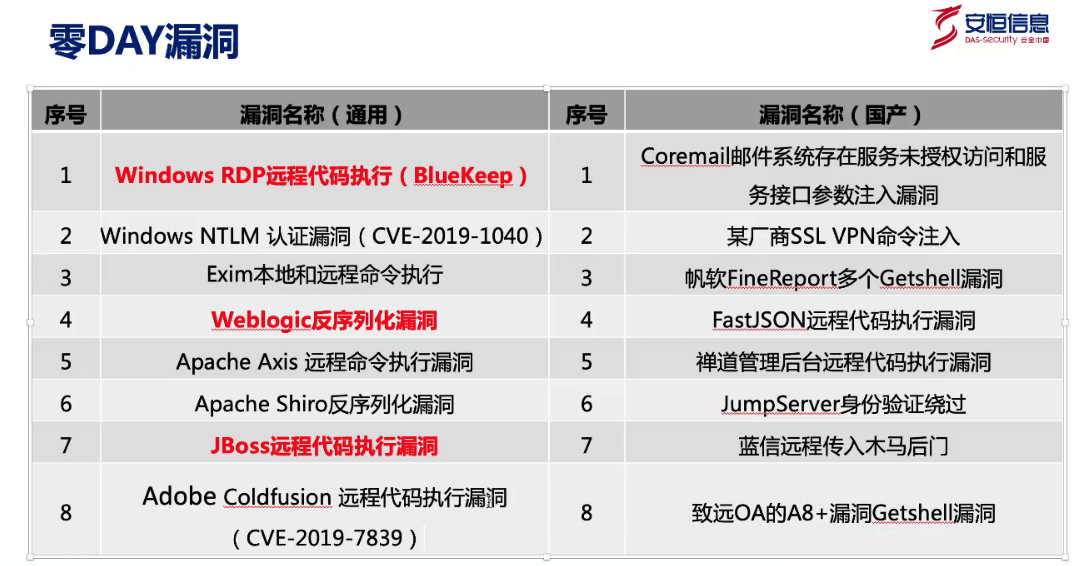 零DAY漏洞
安恒信息
DAS-security 安全中国
序号 漏洞名称（通用） 序号 漏洞名称（国产）
1 Windows RDP远程代码执行（BlueKeep） 1 Coremail邮件系统存在服务未授权访问和服
务接口参数注入漏洞
2 Windows NTLM 认证漏洞（CVE-2019-1040） 2 某厂商SSL VPN命令注入
3 Exim本地和远程命令执行 3 帆软FineReport多个Getshell漏洞
4 Weblogic反序列化漏洞 4 FastJSON远程代码执行漏洞
5 Apache Axis 远程命令执行漏洞 5 禅道管理后台远程代码执行漏洞
6 Apache Shiro反序列化漏洞 6 JumpServer身份验证绕过
7 JBoss远程代码执行漏洞 7 蓝信远程传入木马后门
8 Adobe Coldfusion 远程代码执行漏洞
（CVE-2019-7839） 8 致远OA的A8+漏洞Getshell漏洞